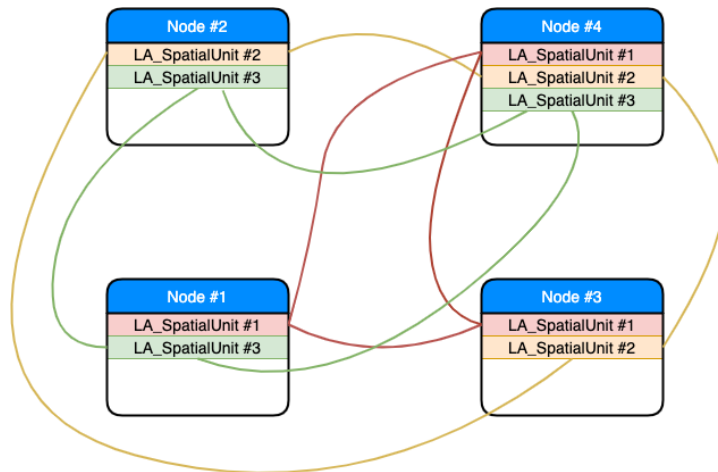 Node #2
LA_SpatialUnit #2
LA_SpatialUnit #3
Node #4
LA_SpatialUnit #1
LA_SpatialUnit #2
LA_SpatialUnit #3
Node #1
LA_SpatialUnit #1
LA_SpatialUnit #3
Node #3
LA_SpatialUnit #1
LA_SpatialUnit #2